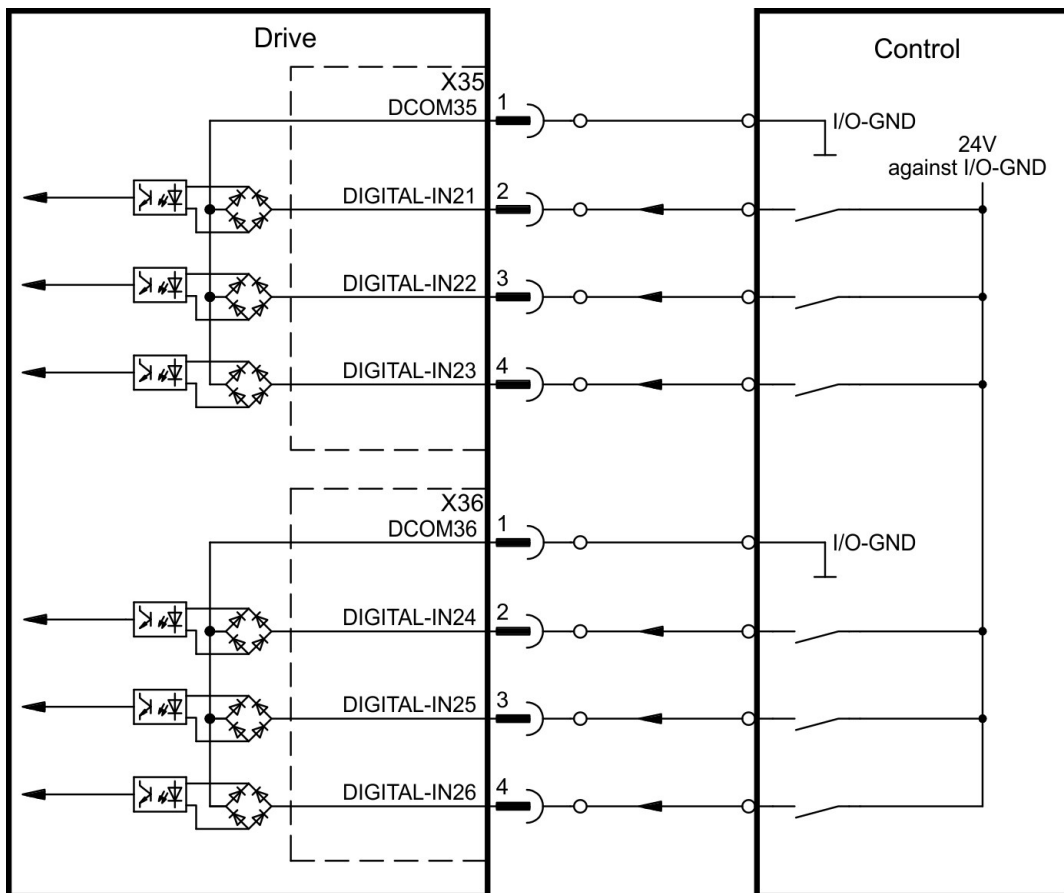 Drive
Control
X35
DCOM35
1
I/O-GND
24V
against I/O-GND
DIGITAL-IN21
2
DIGITAL-IN22
3
DIGITAL-IN23
4
X36
DCOM36
1
I/O-GND
DIGITAL-IN24
2
DIGITAL-IN25
3
DIGITAL-IN26
4